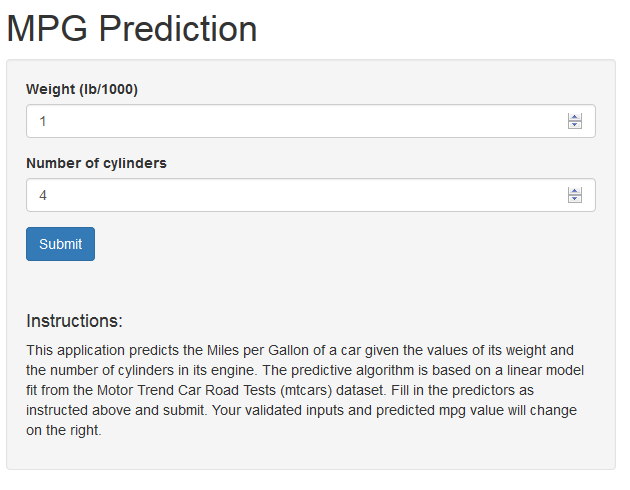 MPG Prediction
Weight (lb/1000)
1
Number of cylinders
4
Submit
Instructions:
This application predicts the Miles per Gallon of a car given the values of its weight and
the number of cylinders in its engine. The predictive algorithm is based on a linear model
fit from the Motor Trend Car Road Tests (mtcars) dataset. Fill in the predictors as
instructed above and submit. Your validated inputs and predicted mpg value will change
on the right.